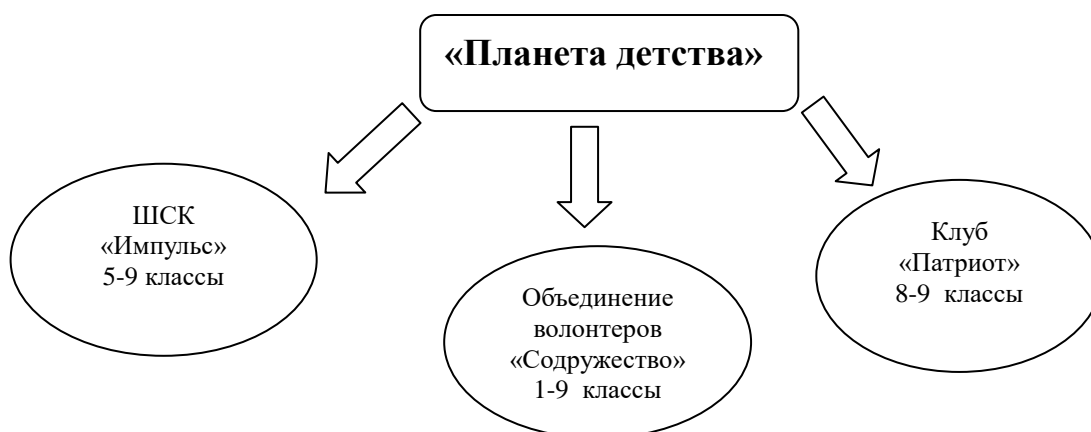 «Планета детства»
ШСК
«Импульс»
5-9 классы
Объединение
волонтеров
«Содружество»
1-9 классы
Клуб
«Патриот»
8-9 классы